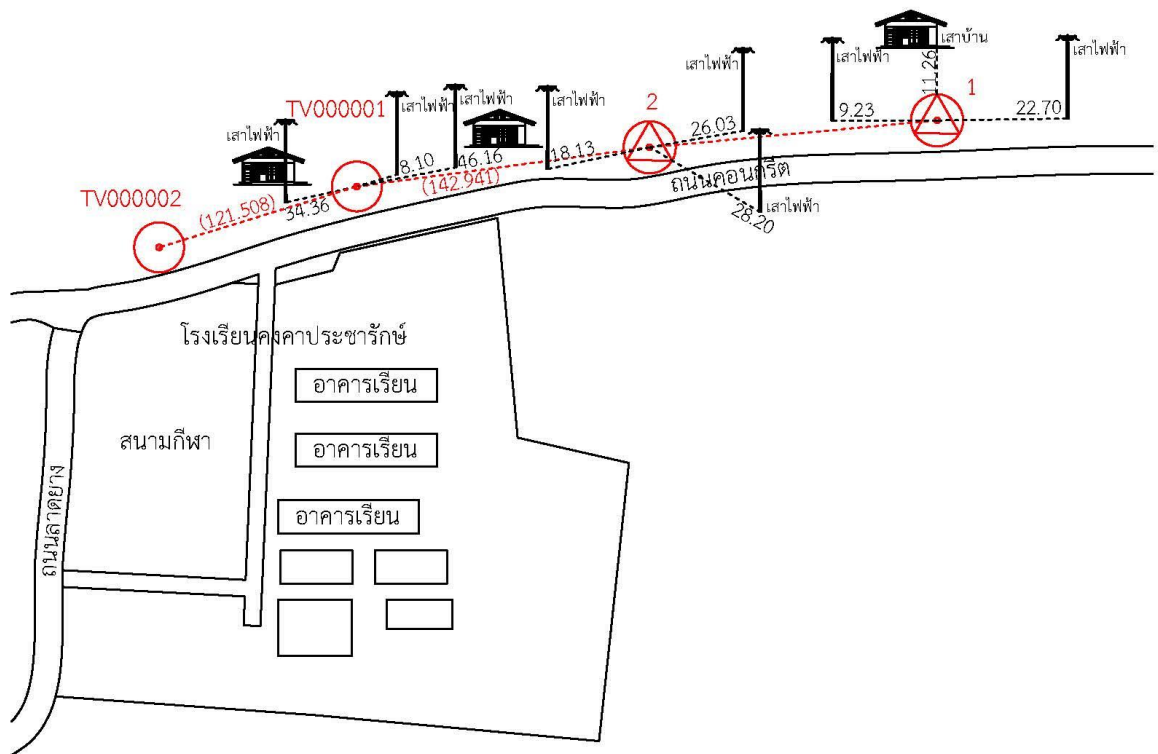 เสาบ้าน
เสาไฟฟ้า
เสาไฟฟ้า
เสาไฟฟ้า
11.26
1
9.23
22.70
TV000001
เสาไฟฟ้า
เสาไฟฟ้า
เสาไฟฟ้า
เสาไฟฟ้า
2
26.03
8.10
46.16
18.13
(142.941)
ถนนคอนกรีต
TV000002
(121.508)
34.36
28.20
เสาไฟฟ้า
โรงเรียนคงคาประชารักษ์
อาคารเรียน
สนามกีฬา
อาคารเรียน
อาคารเรียน
ถนนลาดยาง